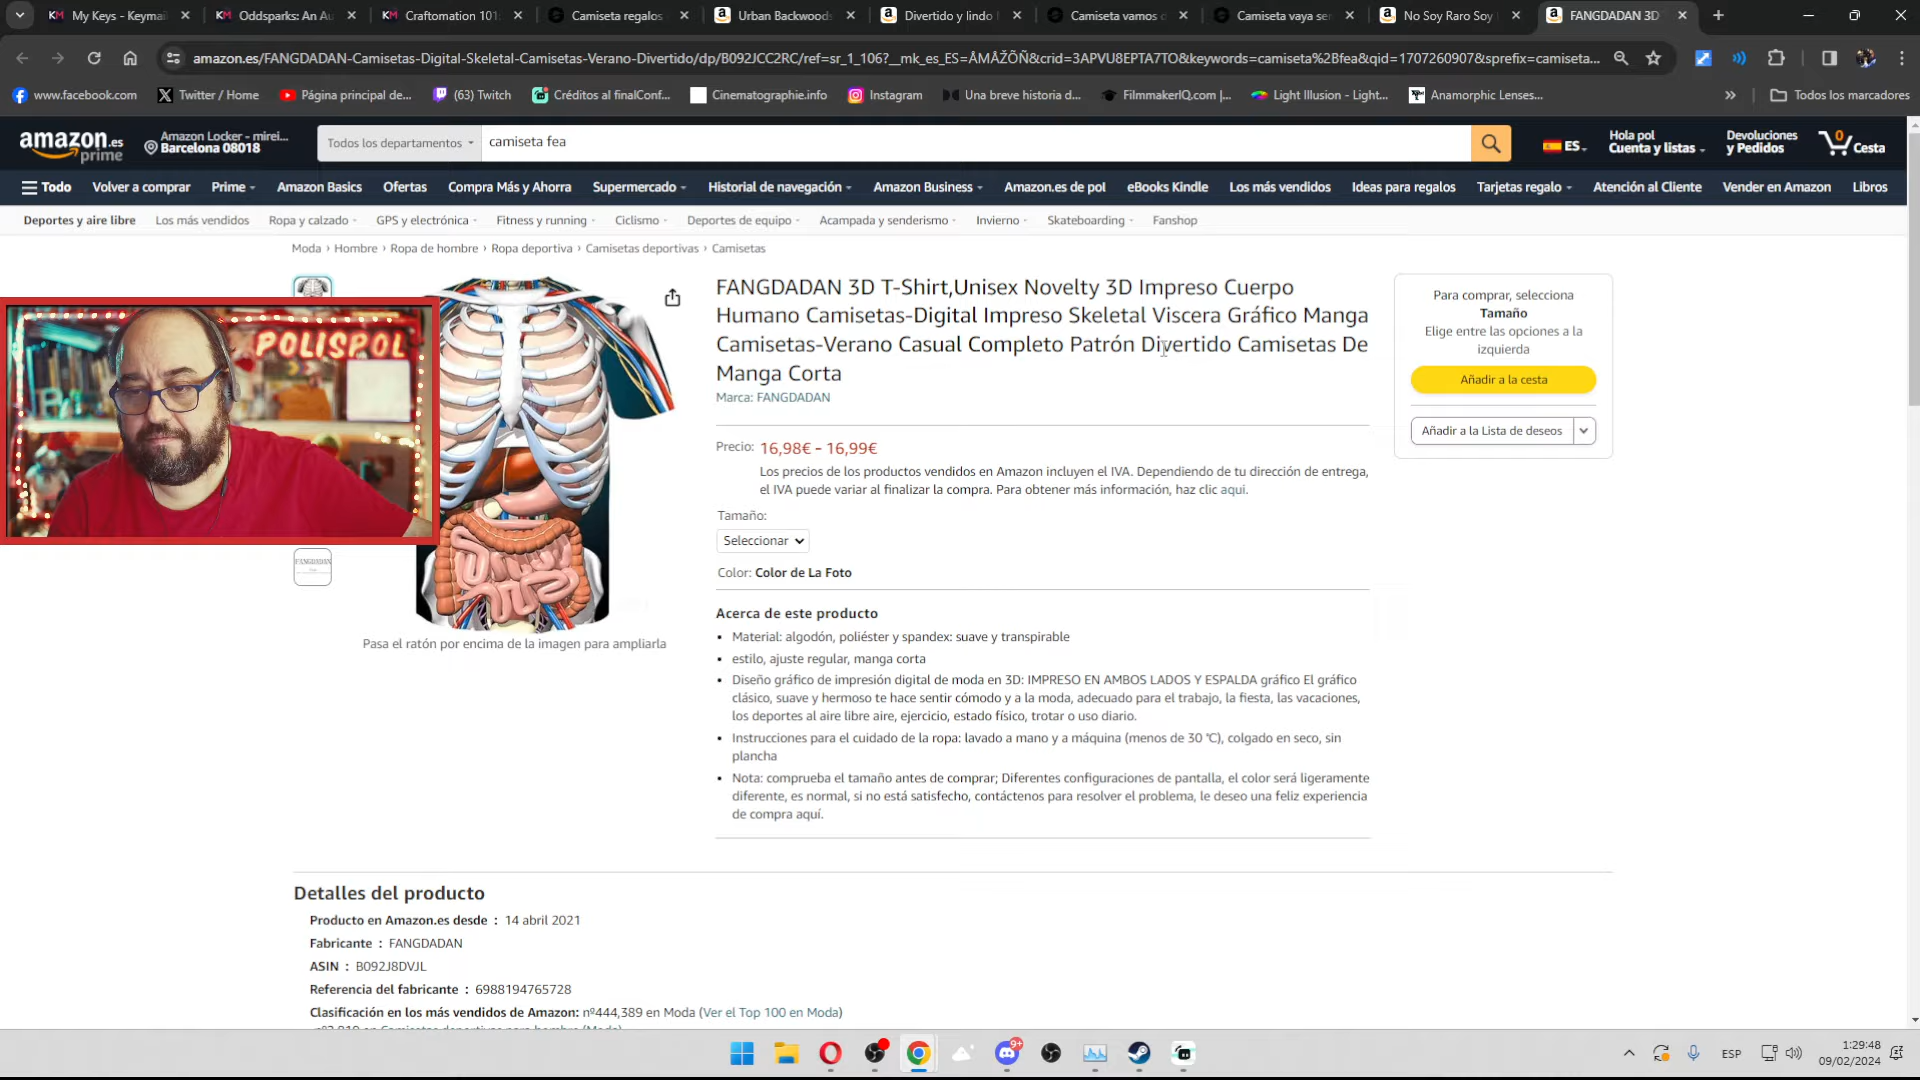 My Keys - Keymail
Oddsparks: An Au
Craftomation 101:
Camiseta regalos
Urban Backwoods
Divertido y lindo
Camiseta vamos
Camiseta vaya se
No Soy Raro Soy
FANGDADAN 3D
amazon.es/FANGDADAN-Camisetas-Digital-Skeletal-Camisetas-Verano-Divertido/dp/B092JCC2RC/ref=sr_1_106?__mk_es_ES=ÅMÅŽÕÑ&crid=3APVU8EPTA7TO&keywords=camiseta%2Bfea&qid=1707260907&sprefix=camiseta...
www.facebook.com
Twitter / Home
Página principal de...
(63) Twitch
Créditos al finalConf...
Cinematographie.info
Instagram
Una breve historia d...
FilmmakerIQ.com |...
Light Illusion - Light...
Anamorphic Lenses...
»
Todos los marcadores
amazon.es
prime
Amazon Locker - mirei...
Barcelona 08018
Todos los departamentos
camiseta fea
ES
Hola pol
Cuenta y listas
Devoluciones
y Pedidos
0
Cesta
Todo
Volver a comprar
Prime
Amazon Basics
Ofertas
Compra Más y Ahorra
Supermercado
Historial de navegación
Amazon Business
Amazon.es de pol
eBooks Kindle
Los más vendidos
Ideas para regalos
Tarjetas regalo
Atención al Cliente
Vender en Amazon
Libros
Deportes y aire libre
Los más vendidos
Ropa y calzado
GPS y electrónica
Fitness y running
Ciclismo
Deportes de equipo
Acampada y senderismo
Invierno
Skateboarding
Fanshop
Moda › Hombre › Ropa de hombre › Ropa deportiva › Camisetas deportivas › Camisetas
POLISPOL
FANGDADAN
Pasa el ratón por encima de la imagen para ampliarla
FANGDADAN 3D T-Shirt,Unisex Novelty 3D Impreso Cuerpo
Humano Camisetas-Digital Impreso Skeletal Viscera Gráfico Manga
Camisetas-Verano Casual Completo Patrón Divertido Camisetas De
Manga Corta
Marca: FANGDADAN
Precio: 16,98€ - 16,99€
Los precios de los productos vendidos en Amazon incluyen el IVA. Dependiendo de tu dirección de entrega,
el IVA puede variar al finalizar la compra. Para obtener más información, haz clic aqui.
Tamaño:
Seleccionar
Color: Color de La Foto
Acerca de este producto
• Material: algodón, poliéster y spandex: suave y transpirable
• estilo, ajuste regular, manga corta
• Diseño gráfico de impresión digital de moda en 3D: IMPRESO EN AMBOS LADOS Y ESPALDA gráfico El gráfico
clásico, suave y hermoso te hace sentir cómodo y a la moda, adecuado para el trabajo, la fiesta, las vacaciones,
los deportes al aire libre aire, ejercicio, estado físico, trotar o uso diario.
• Instrucciones para el cuidado de la ropa: lavado a mano y a máquina (menos de 30 ℃), colgado en seco, sin
plancha
• Nota: comprueba el tamaño antes de comprar; Diferentes configuraciones de pantalla, el color será ligeramente
diferente, es normal, si no está satisfecho, contáctenos para resolver el problema, le deseo una feliz experiencia
de compra aquí.
Para comprar, selecciona
Tamaño
Elige entre las opciones a la
izquierda
Añadir a la cesta
Añadir a la Lista de deseos
Detalles del producto
Producto en Amazon.es desde : 14 abril 2021
Fabricante : FANGDADAN
ASIN : B092J8DVJL
Referencia del fabricante : 6988194765728
Clasificación en los más vendidos de Amazon: nº444,389 en Moda (Ver el Top 100 en Moda)
nº2,819 en Camisetas deportivas para hombre (Moda)
9+
ESP
1:29:48
09/02/2024